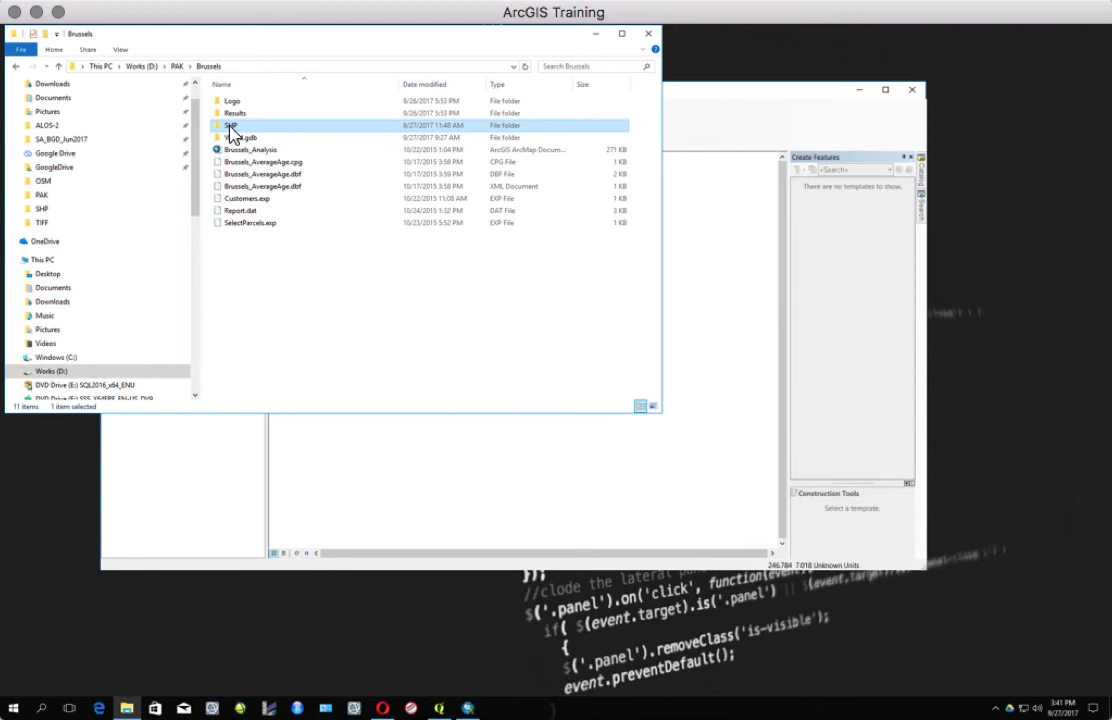 ArcGIS Training
Brussels
File Home Share View
This PC Works (D:) PAK Brussels
Search Brussels
Name Date modified Type Size
Downloads
Documents
Pictures
ALOS-2
SA_BGD_Jun2017
Google Drive
GoogleDrive
OSM
PAK
SHP
TIFF
OneDrive
This PC
Desktop
Documents
Downloads
Music
Pictures
Videos
Windows (C:)
Works (D:)
DVD Drive (E:) SQL2016_x64_ENU
Logo 9/26/2017 5:53 PM File folder
Results 9/26/2017 5:53 PM File folder
SHP 9/27/2017 11:40 AM File folder
.gdb 9/27/2017 9:27 AM File folder
Brussels_Analysis 10/22/2015 1:04 PM ArcGIS ArcMap Docum... 271 KB
Brussels_AverageAge.cpg 10/17/2015 3:59 PM CPG File 1 KB
Brussels_AverageAge.dbf 10/17/2015 3:59 PM DBF File 2 KB
Brussels_AverageAge.dbf 10/17/2015 3:58 PM XML Document 1 KB
Customers.exp 10/22/2015 11:08 AM EXP File 1 KB
Report.dat 10/24/2015 1:32 PM DAT File 3 KB
SelectParcels.exp 10/23/2015 5:52 PM EXP File 1 KB
11 items 1 item selected
Create Features
<Search>
There are no templates to show.
Catalog
Search
Construction Tools
Select a template.
246.784 7.018 Unknown Units
});
//clode the lateral
$('.panel').on('click', function(event
if( $(event.target).is('.panel') ||
{
$('.panel').removeClass('is-visible');
event.preventDefault();
3:41 PM
9/27/2017